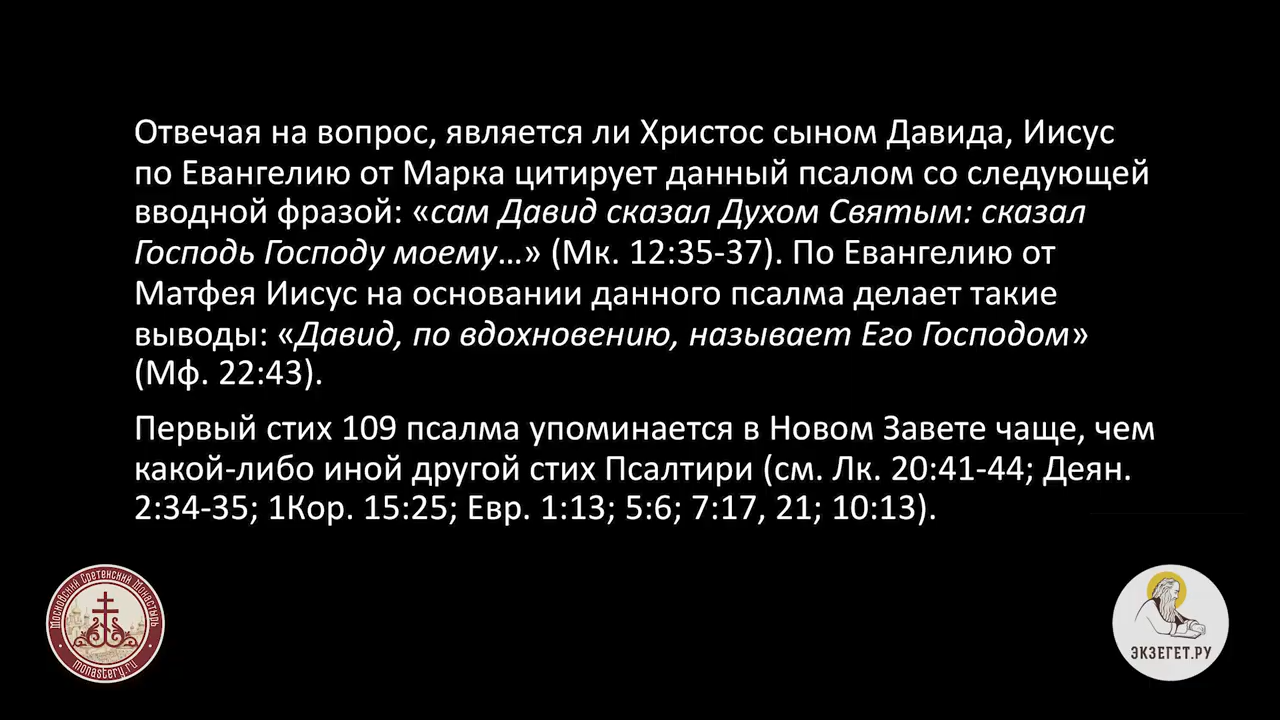 Отвечая на вопрос, является ли Христос сыном Давида, Иисус
по Евангелию от Марка цитирует данный псалом со следующей
вводной фразой: «сам Давид сказал Духом Святым: сказал
Господь Господу моему…» (Мк. 12:35-37). По Евангелию от
Матфея Иисус на основании данного псалма делает такие
выводы: «Давид, по вдохновению, называет Его Господом»
(Мф. 22:43).
Первый стих 109 псалма упоминается в Новом Завете чаще, чем
какой-либо иной другой стих Псалтири (см. Лк. 20:41-44; Деян.
2:34-35; 1Кор. 15:25; Евр. 1:13; 5:6; 7:17, 21; 10:13).
Московский Сретенский Монастырь
monastery.ru
ЭКЗЕГЕТ.РУ